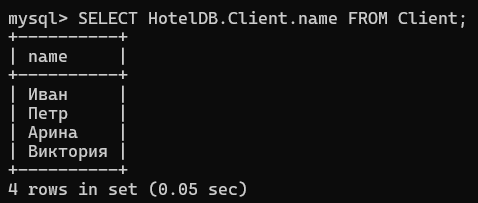 mysql> SELECT HotelDB.Client.name FROM Client;
+----------+
| name     |
+----------+
| Иван     |
| Петр     |
| Арина    |
| Виктория |
+----------+
4 rows in set (0.05 sec)